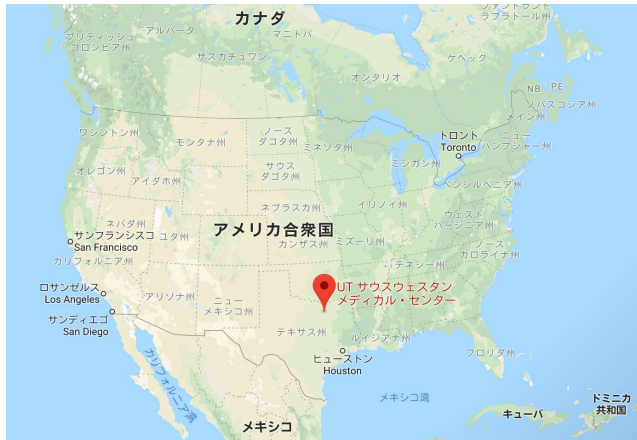 ファンドランド・
ラブラドール州
カナダ
アルバータ
マニトバ
ブリティッシュ
コロンビア州
サスカチュワン
ケベック
オンタリオ
NB
PE
ノバスコシア州
メイン州
ワシントン州
モンタナ州
ノース
ダコタ州
ミネソタ州
トロント
Toronto
ニュー
ハンプシャー州
ミシガン州
サウス
ダコタ州
オレゴン州
アイダホ州
ペンシルベニア州
ネブラスカ州
イリノイ州
ネバダ州
ユタ州
アメリカ合衆国
カンザス州
ミズーリ州
ウェスト
バージニア州
サンフランシスコ
San Francisco
カリフォルニア州
ノース
カロライナ州
テネシー州
ロサンゼルス
Los Angeles
アリゾナ州
ニュー
メキシコ州
UT サウスウェスタン
メディカル・センター
サンディエゴ
San Diego
テキサス州
ルイジアナ州
ヒューストン
Houston
フロリダ州
カリフォルニア湾
メキシコ湾
メキシコ
キューバ
ドミニカ
共和国